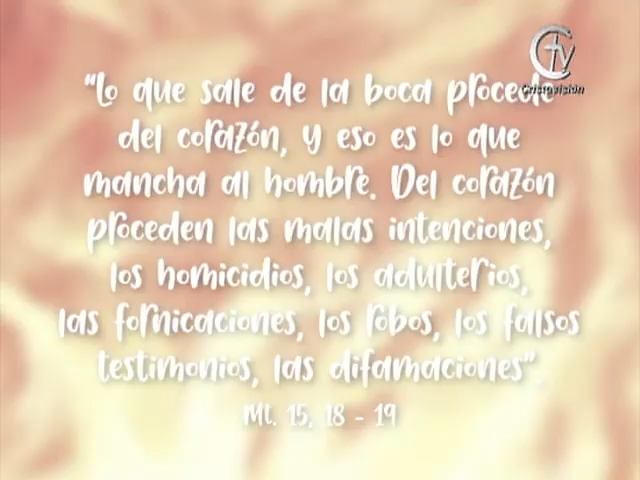 "Lo que sale de la boca procede
del corazón, y eso es lo que
mancha al hombre. Del corazón
proceden las malas intenciones,
los homicidios, los adulterios,
las fornicaciones, los robos, los falsos
testimonios, las difamaciones".
Mt. 15, 18 - 19
CTV
Cristovisión